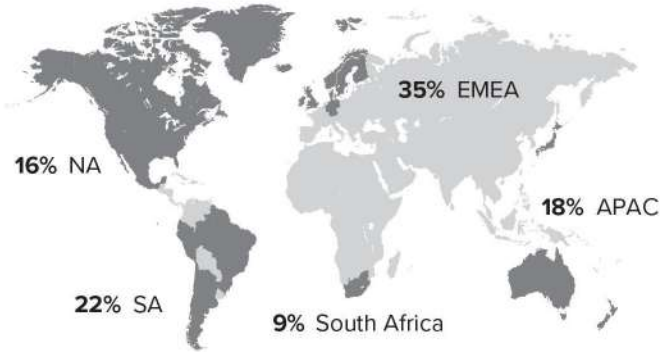 35% EMEA
16% NA
18% APAC
22% SA
9% South Africa